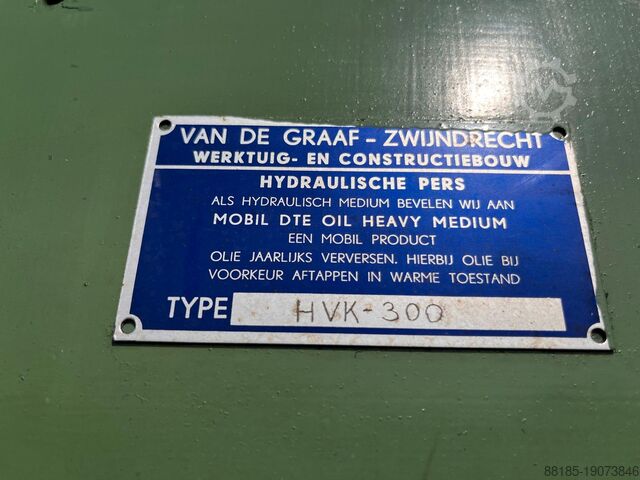 VAN DE GRAAF - ZWIJNDRECHT
WERKTUIG- EN CONSTRUCTIEBOUW
HYDRAULISCHE PERS
ALS HYDRAULISCH MEDIUM BEVELEN WIJ AAN
MOBIL DTE OIL HEAVY MEDIUM
EEN MOBIL PRODUCT
OLIE JAARLIJKS VERVERSEN. HIERBIJ OLIE BIJ
VOORKEUR AFTAPPEN IN WARME TOESTAND
TYPE HVK-300
88185-19073846